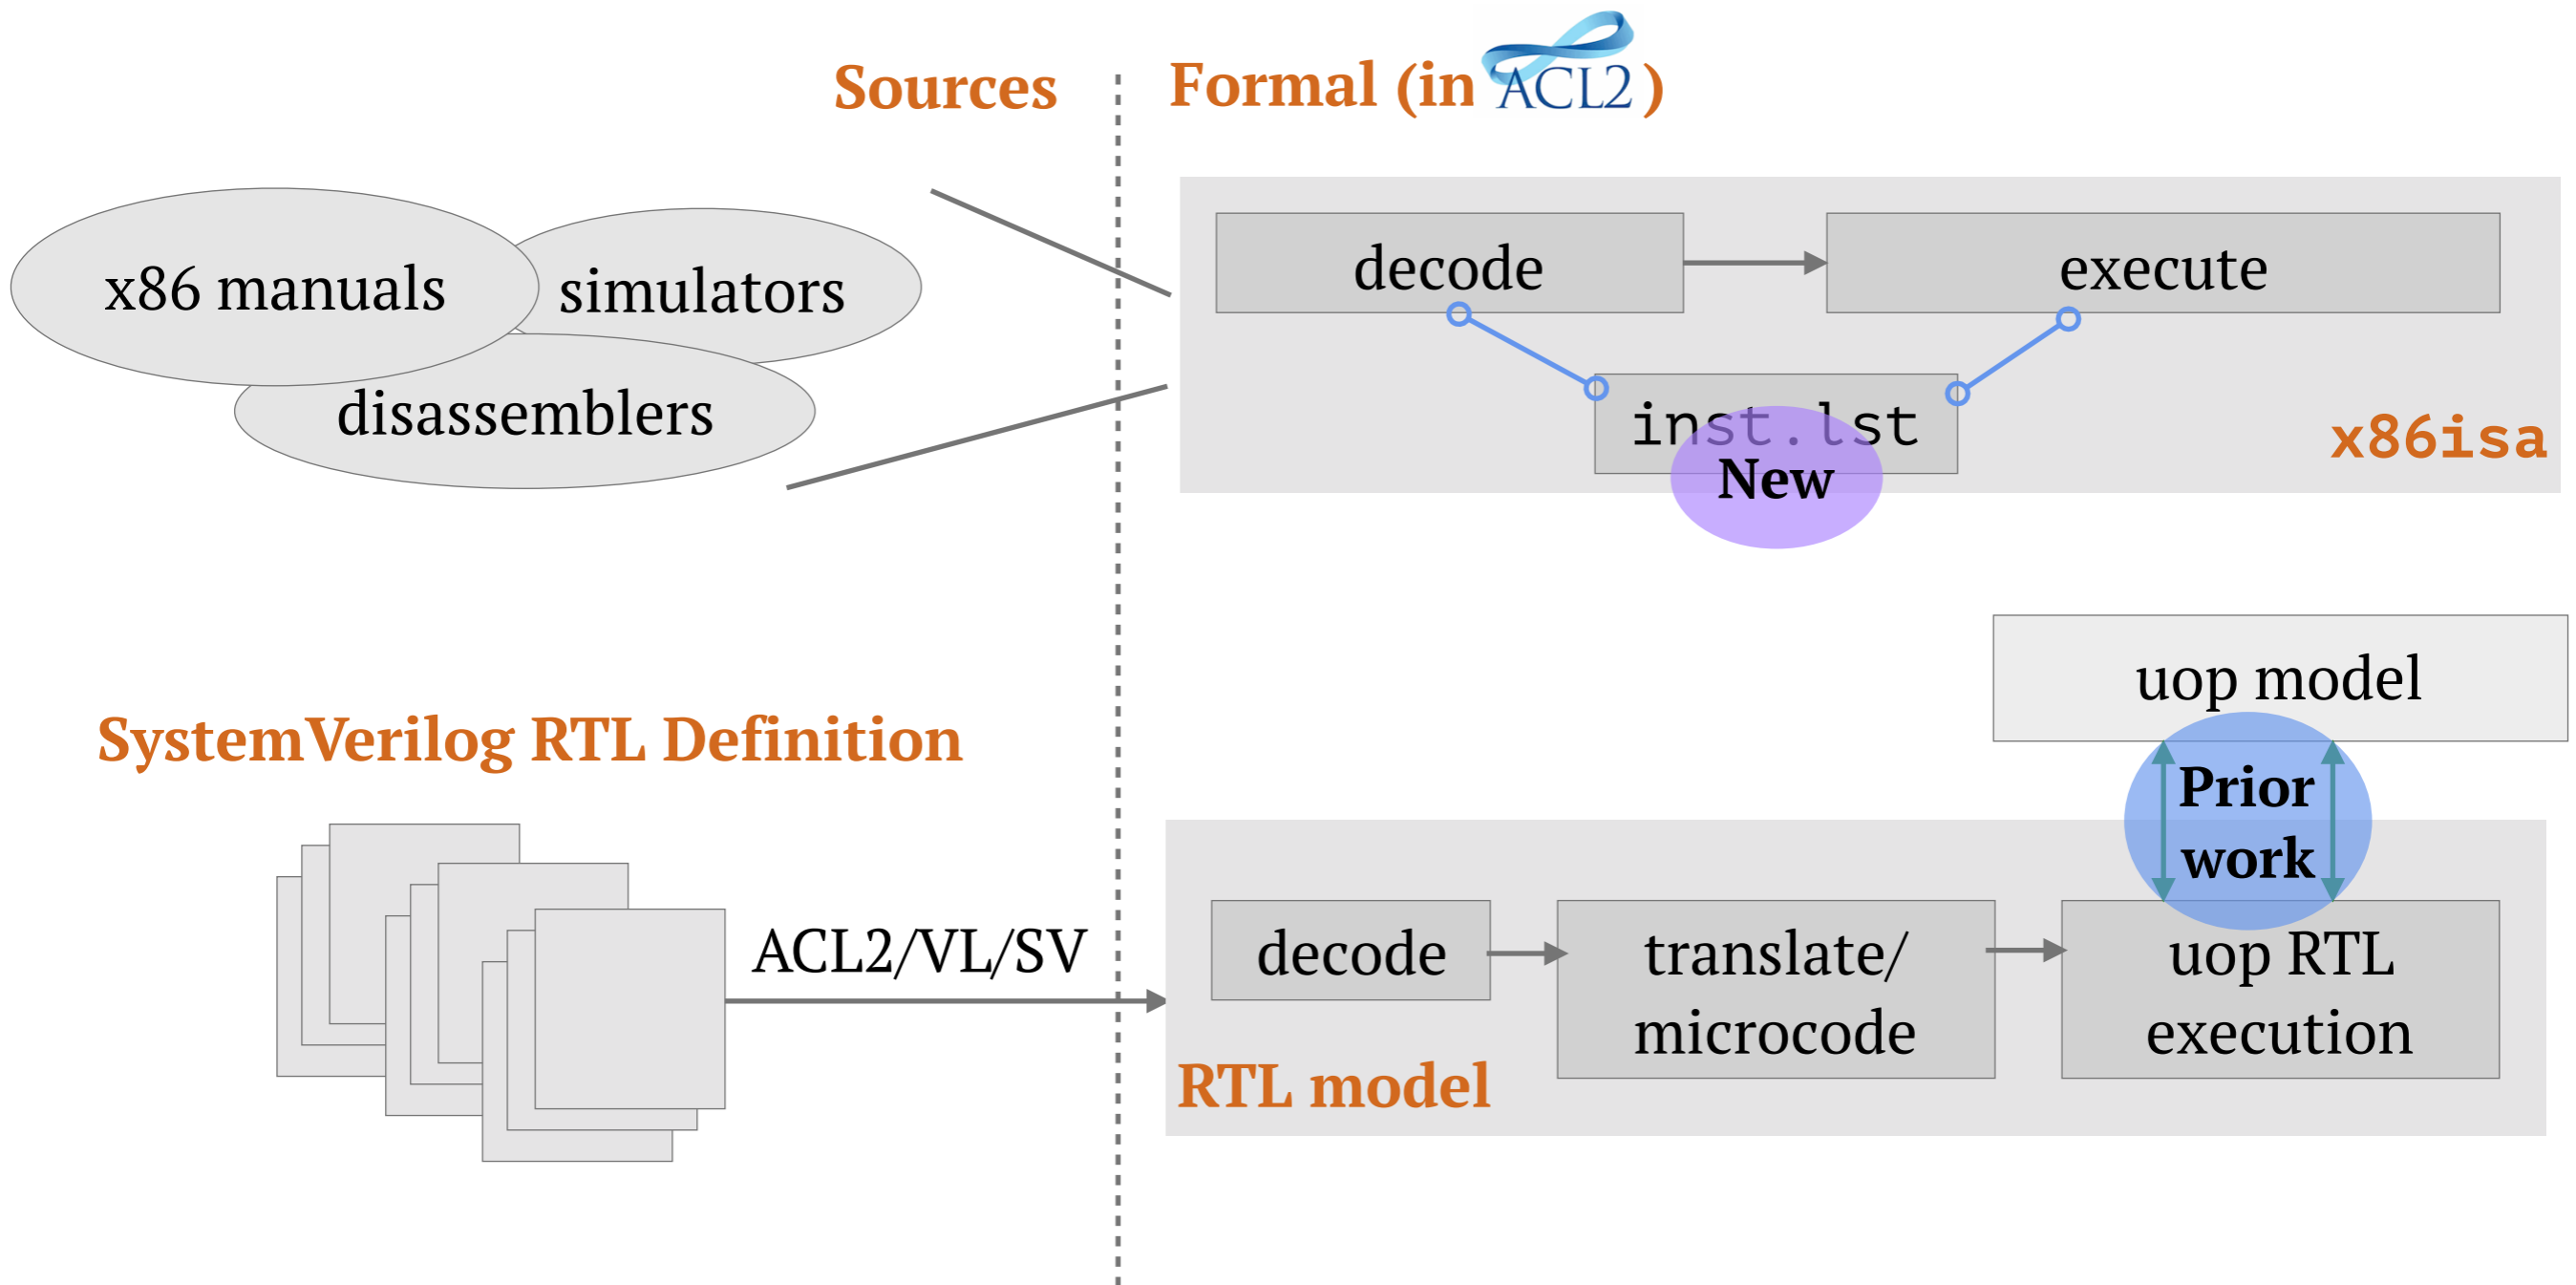 Sources
Formal (in ACL2 )
x86 manuals
simulators
disassemblers
decode
execute
inst.lst
New
x86isa
uop model
SystemVerilog RTL Definition
Prior
work
ACL2/VL/SV
decode
translate/
microcode
uop RTL
execution
RTL model